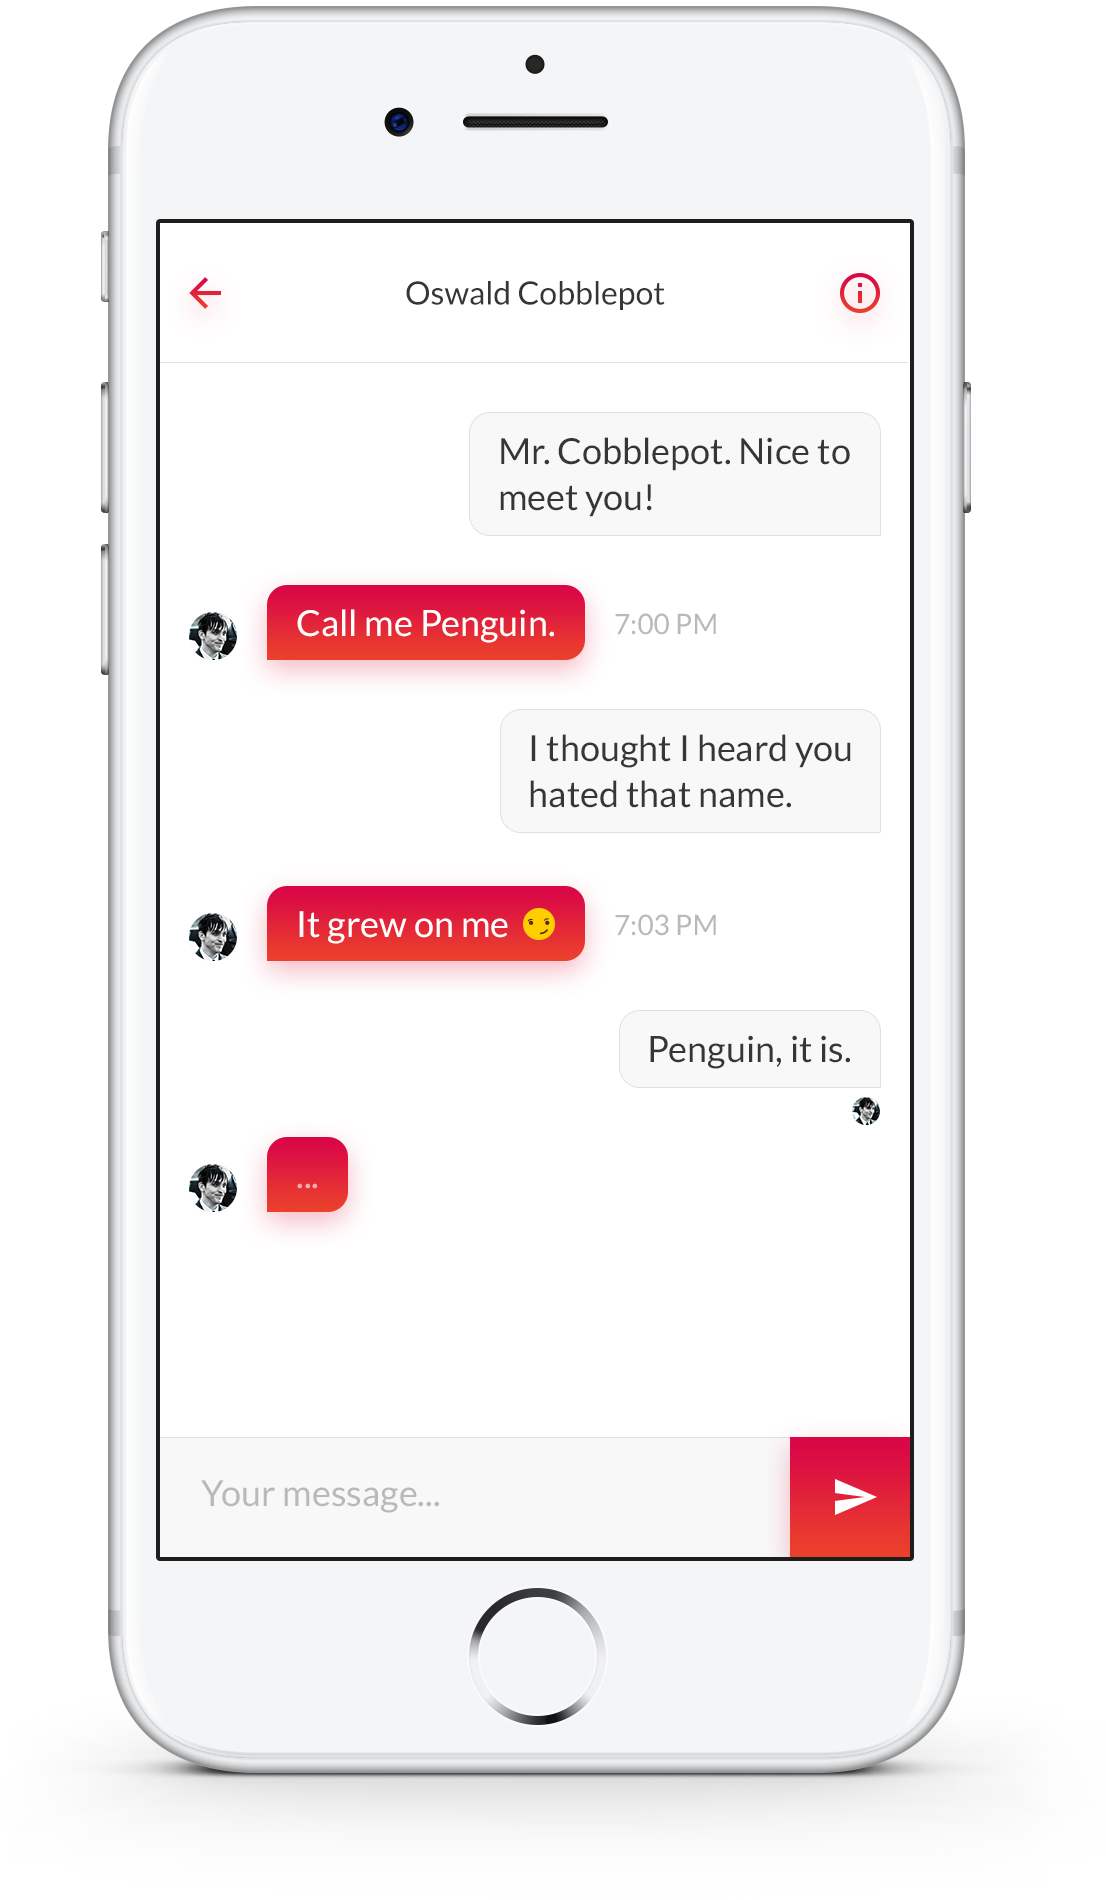 Oswald Cobblepot
Mr. Cobblepot. Nice to
meet you!
Call me Penguin.
7:00 PM
I thought I heard you
hated that name.
It grew on me 😏
7:03 PM
Penguin, it is.
...
Your message...